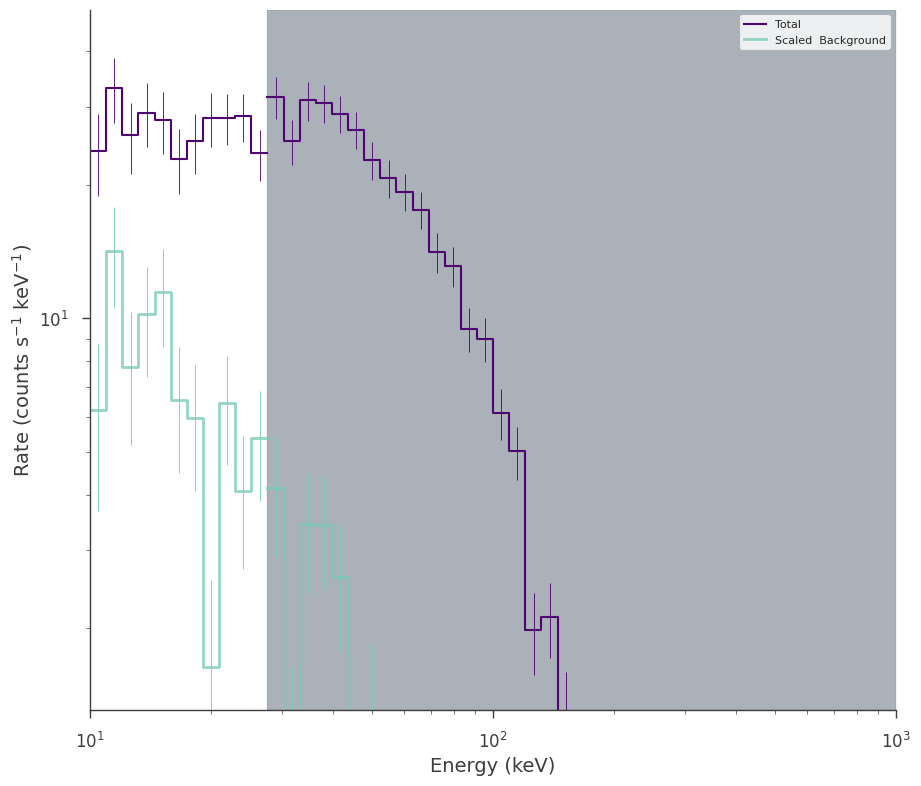 Total
Scaled  Background
Rate (counts s⁻¹ keV⁻¹)
10¹
10¹ 10² 10³
Energy (keV)